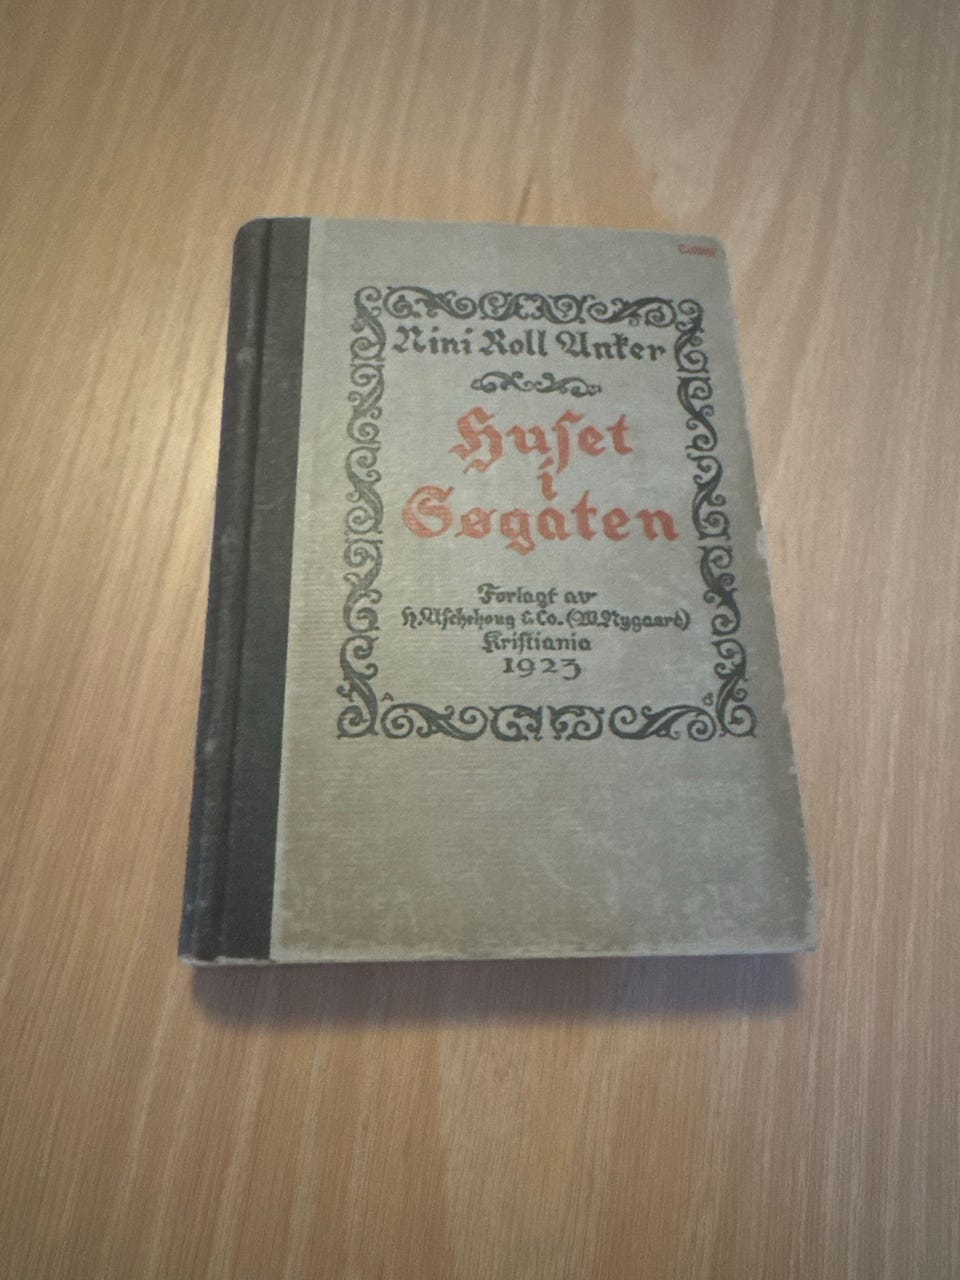 Nini Roll Anker
Huset
i
Søgaten
Forlagt av
H. Aschehoug & Co. (W. Nygaard)
Kristiania
1923
A